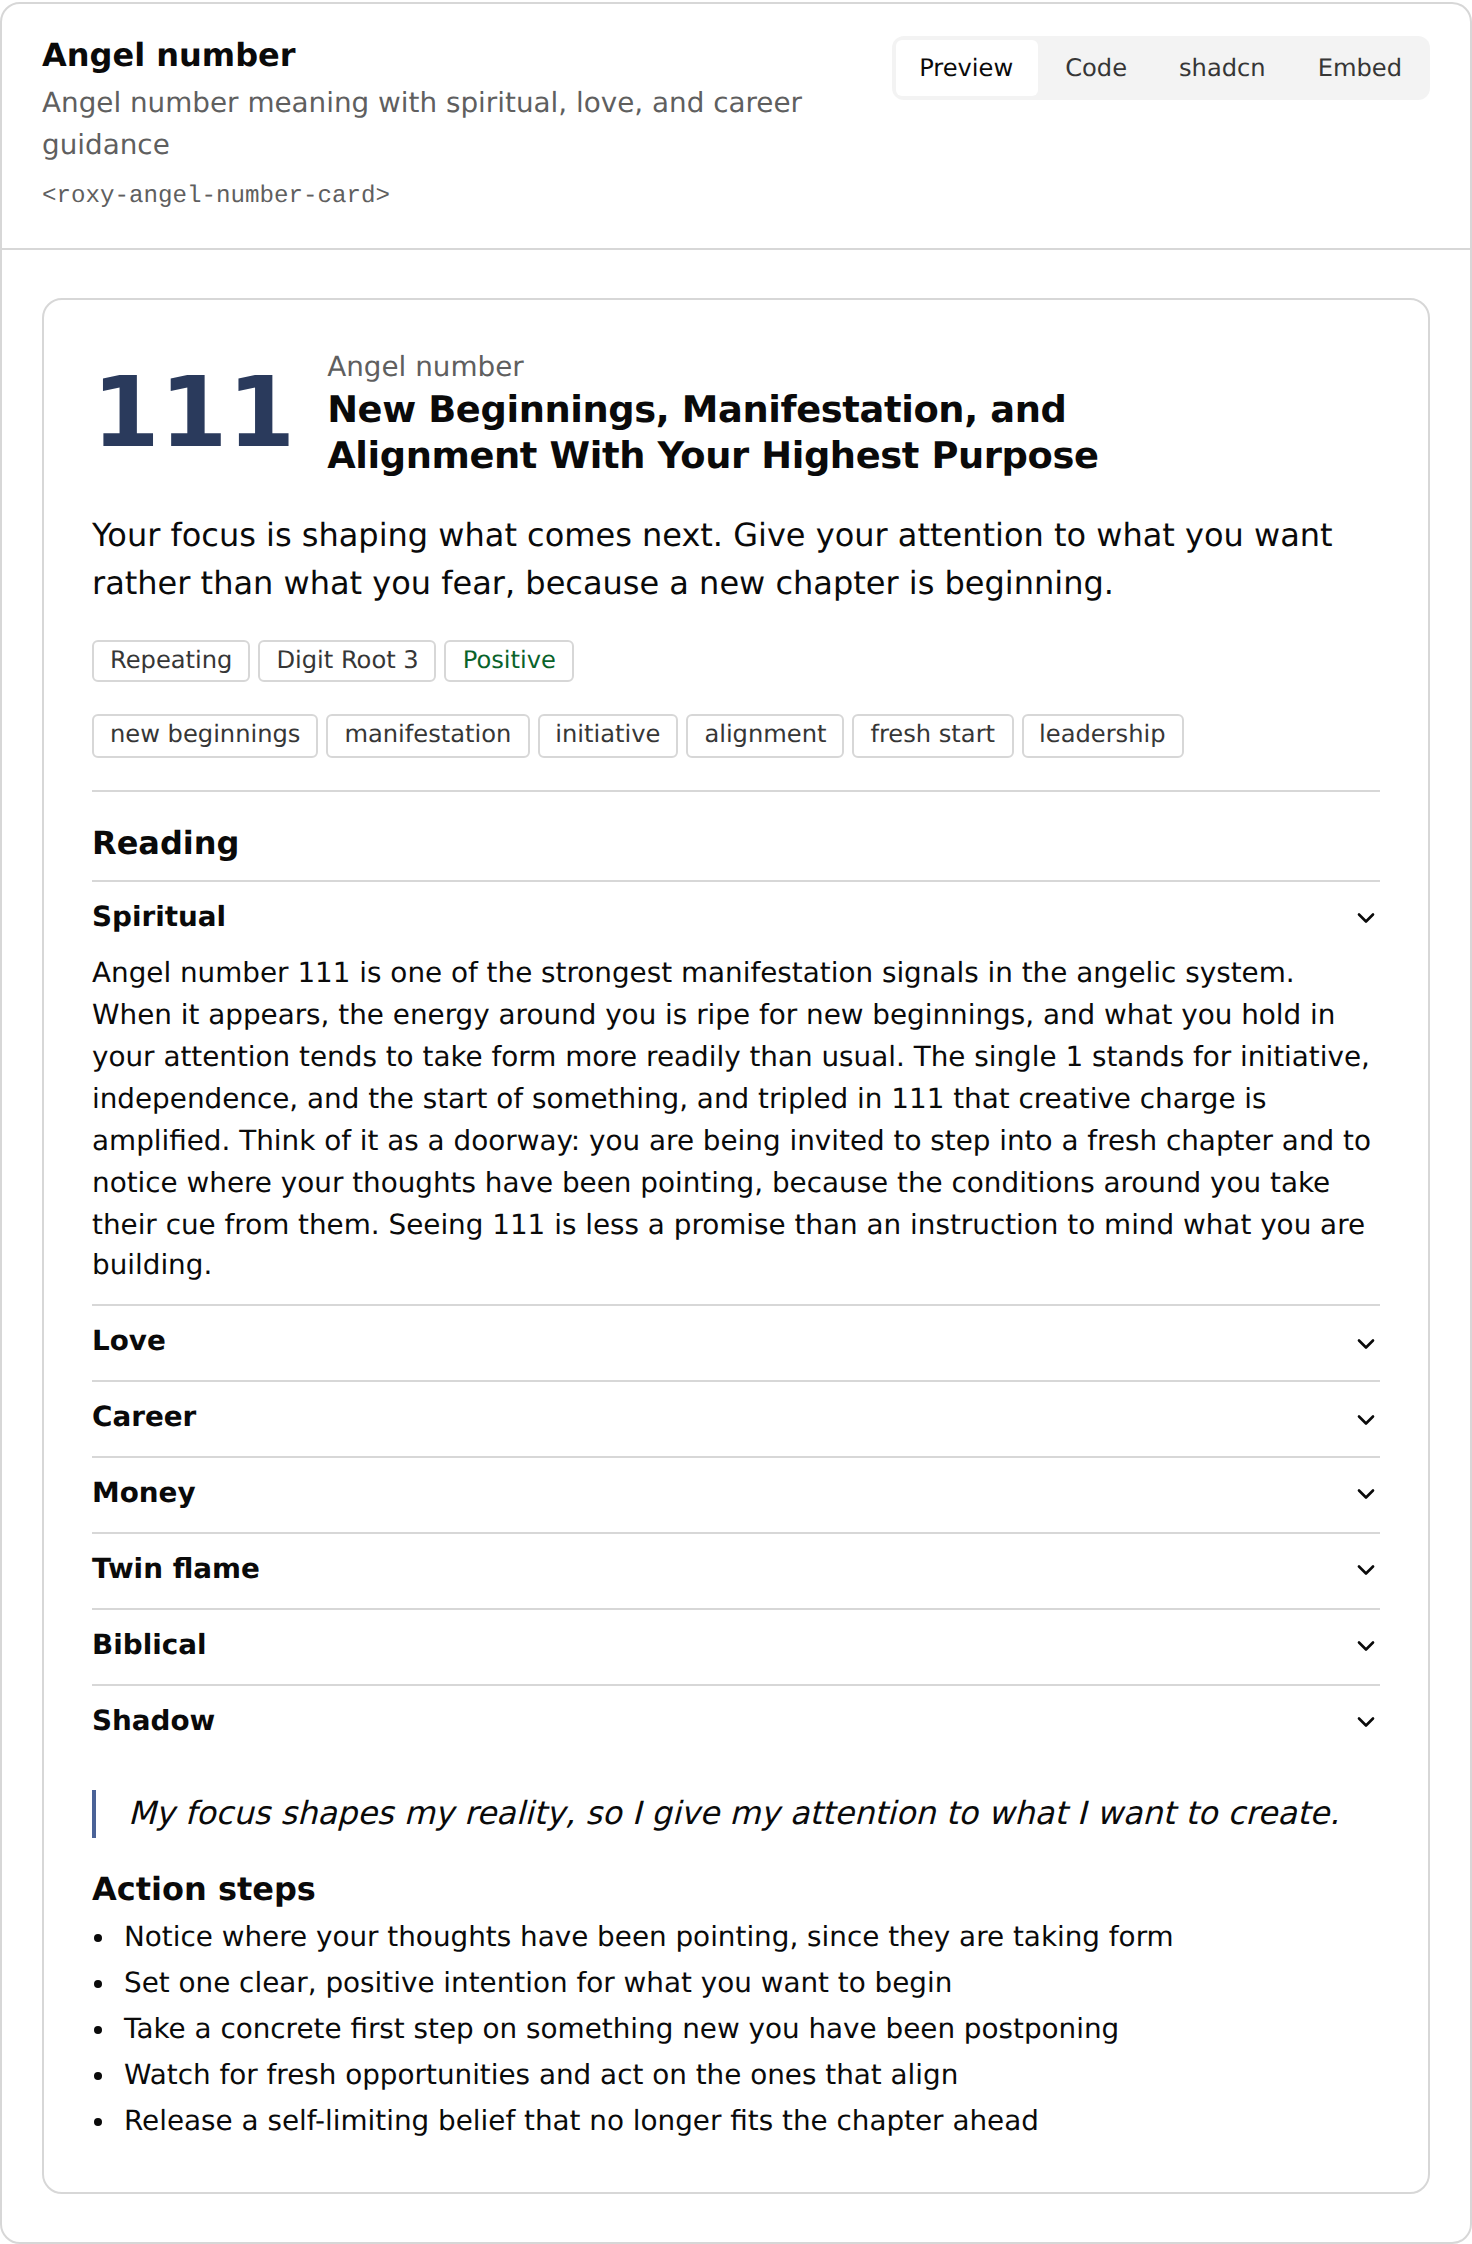 Angel number
Preview Code shadcn Embed
Angel number meaning with spiritual, love, and career
guidance
<roxy-angel-number-card>
111
Angel number
New Beginnings, Manifestation, and
Alignment With Your Highest Purpose
Your focus is shaping what comes next. Give your attention to what you want
rather than what you fear, because a new chapter is beginning.
Repeating Digit Root 3 Positive
new beginnings manifestation initiative alignment fresh start leadership
Reading
Spiritual
Angel number 111 is one of the strongest manifestation signals in the angelic system.
When it appears, the energy around you is ripe for new beginnings, and what you hold in
your attention tends to take form more readily than usual. The single 1 stands for initiative,
independence, and the start of something, and tripled in 111 that creative charge is
amplified. Think of it as a doorway: you are being invited to step into a fresh chapter and to
notice where your thoughts have been pointing, because the conditions around you take
their cue from them. Seeing 111 is less a promise than an instruction to mind what you are
building.
Love
Career
Money
Twin flame
Biblical
Shadow
My focus shapes my reality, so I give my attention to what I want to create.
Action steps
• Notice where your thoughts have been pointing, since they are taking form
• Set one clear, positive intention for what you want to begin
• Take a concrete first step on something new you have been postponing
• Watch for fresh opportunities and act on the ones that align
• Release a self-limiting belief that no longer fits the chapter ahead